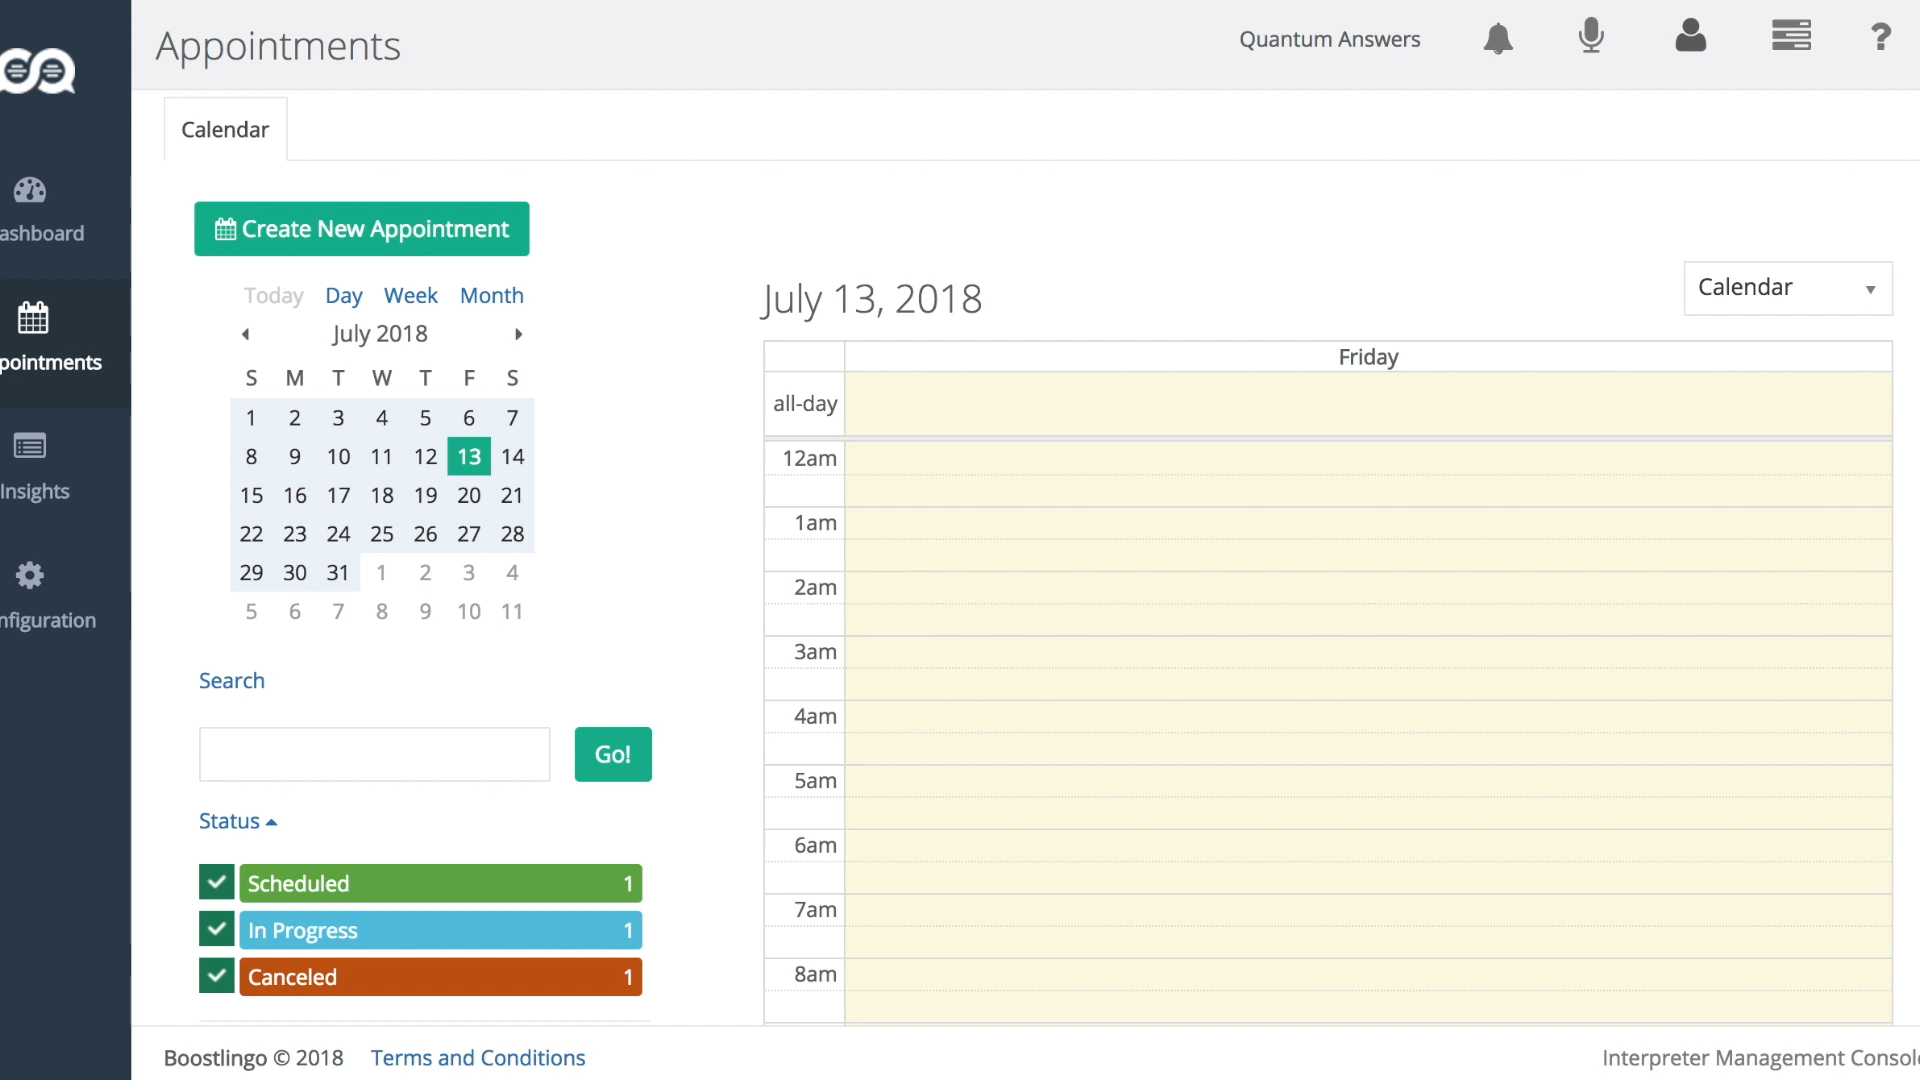 Appointments
Quantum Answers
?
Calendar
ashboard
Create New Appointment
Today Day Week Month
July 2018
S M T W T F S
1 2 3 4 5 6 7
8 9 10 11 12 13 14
15 16 17 18 19 20 21
22 23 24 25 26 27 28
29 30 31 1 2 3 4
5 6 7 8 9 10 11
pointments
Insights
nfiguration
Search
Go!
Status
Scheduled 1
In Progress 1
Canceled 1
July 13, 2018
Calendar
Friday
all-day
12am
1am
2am
3am
4am
5am
6am
7am
8am
Boostlingo © 2018 Terms and Conditions
Interpreter Management Console